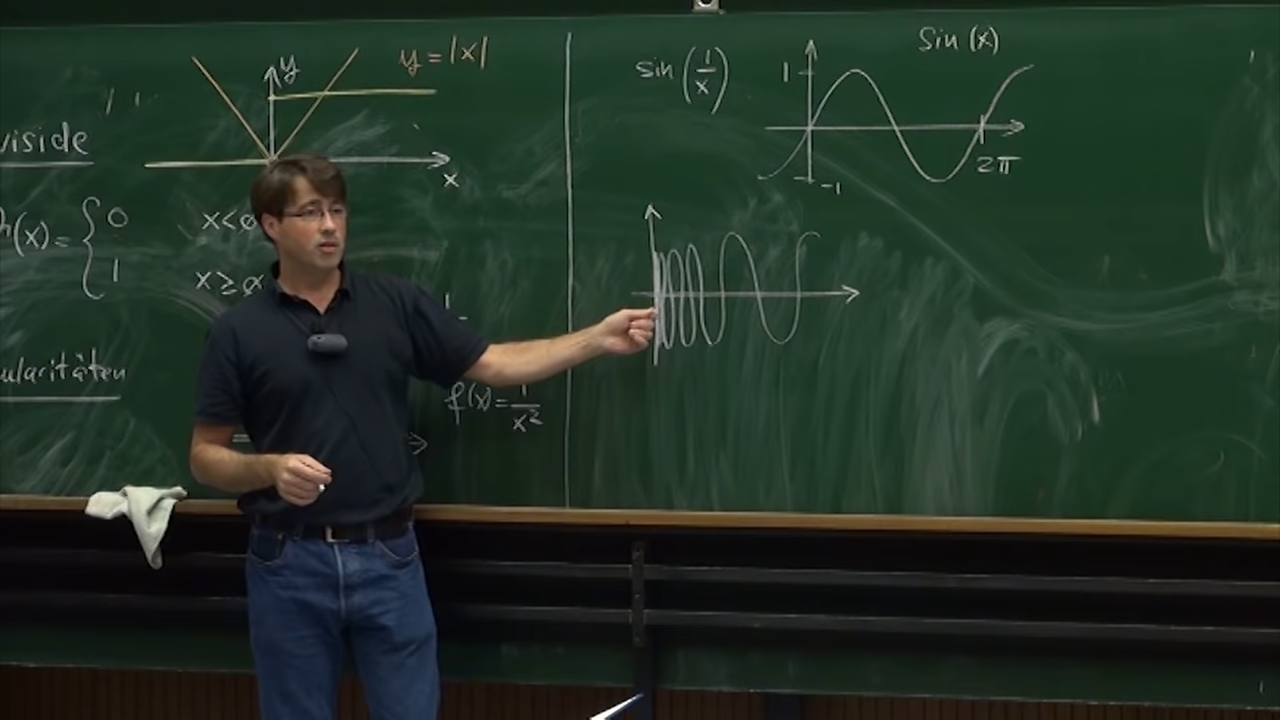 y
y = |x|
x
viside
h(x) = { 0 x<0
1 x≥0
ularitäten
f(x) = 1/x²
sin (1/x)
Sin (x)
1
-1
2π